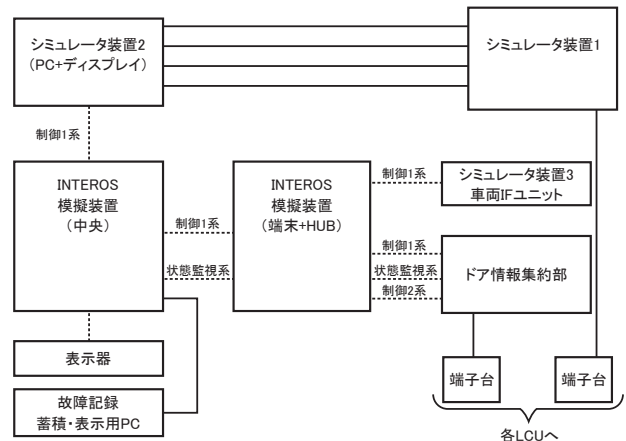 シミュレータ装置2
（PC+ディスプレイ）
シミュレータ装置1
制御1系
INTEROS
模擬装置
（中央）
制御1系
状態監視系
INTEROS
模擬装置
（端末+HUB）
制御1系
シミュレータ装置3
車両IFユニット
制御1系
状態監視系
制御2系
ドア情報集約部
表示器
故障記録
蓄積・表示用PC
端子台
端子台
各LCUへ